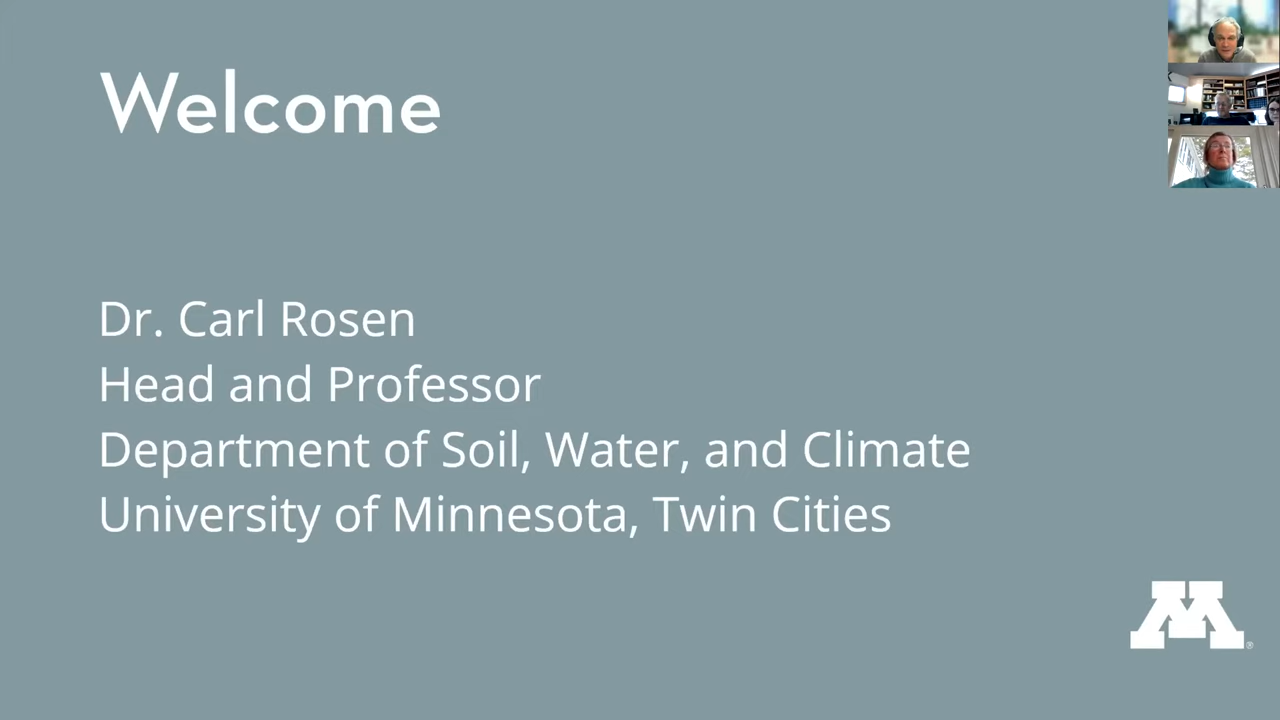 Welcome
Dr. Carl Rosen
Head and Professor
Department of Soil, Water, and Climate
University of Minnesota, Twin Cities
M